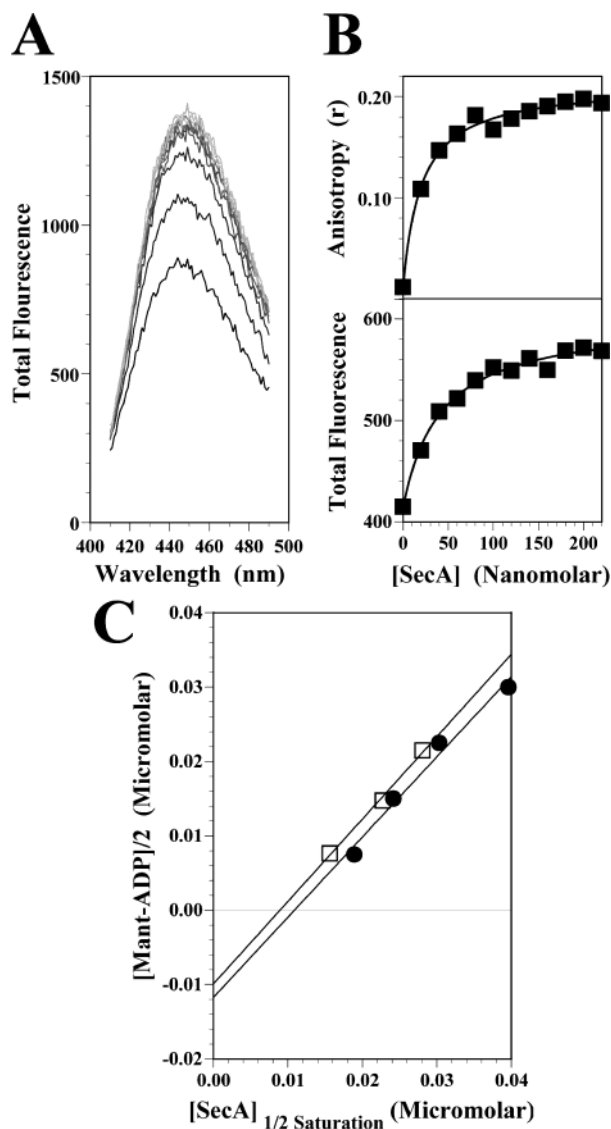 A
B
1500
1000
500
0
Total Flourescence
400 420 440 460 480 500
Wavelength (nm)
0.20
0.10
Anisotropy (r)
600
500
400
Total Fluorescence
0 50 100 150 200
[SecA] (Nanomolar)
C
0.04
0.03
0.02
0.01
0.00
-0.01
-0.02
[Mant-ADP]/2 (Micromolar)
0.00 0.01 0.02 0.03 0.04
[SecA] 1/2 Saturation (Micromolar)